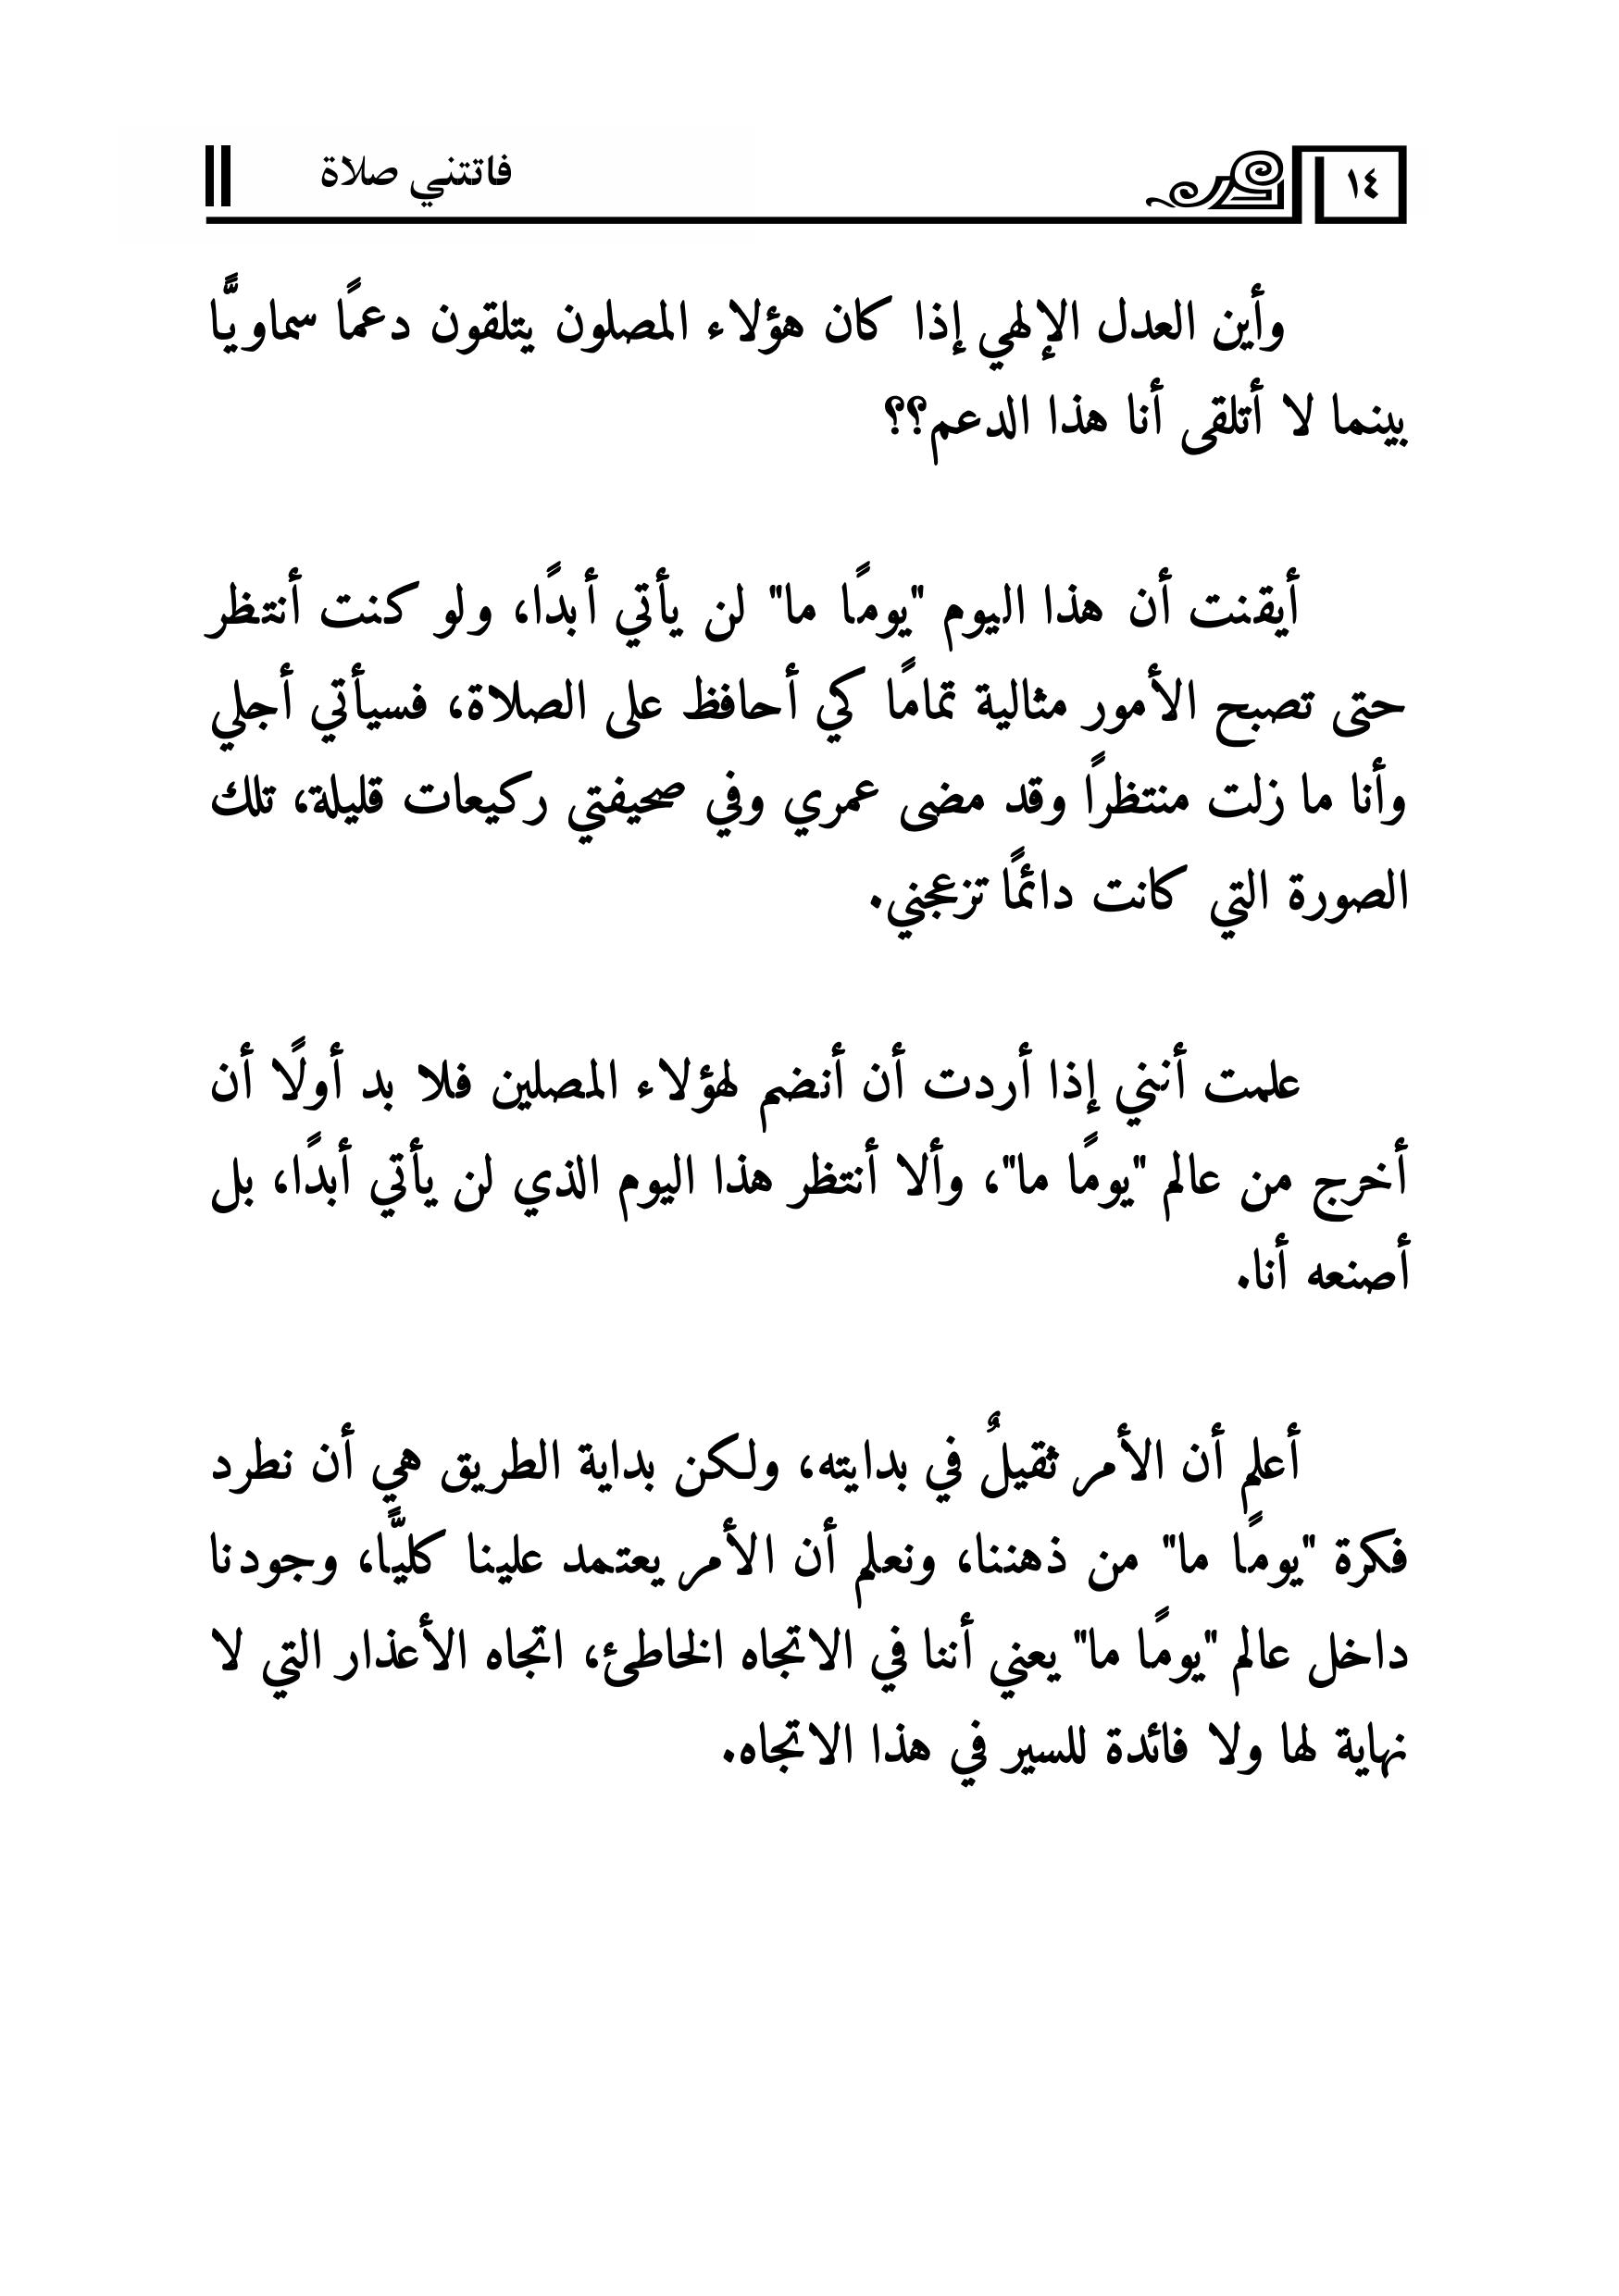 ١٤
فاتتني صلاة
وأين العدل الإلهي إذا كان هؤلاء المصلون يتلقون دعمًا سماويًّا
بينما لا أتلقى أنا هذا الدعم؟؟
أيقنت أن هذا اليوم "يومًا ما" لن يأتي أبدًا، ولو كنت أنتظر
حتى تصبح الأمور مثالية تمامًا كي أحافظ على الصلاة، فسيأتي أجلي
وأنا ما زلت منتظرًا وقد مضى عمري وفي صحيفتي ركيعات قليلة، تلك
الصورة التي كانت دائمًا تزعجني.
علمت أنني إذا أردت أن أنضم لهؤلاء المصلين فلا بد أولًا أن
أخرج من عالم "يومًا ما"، وألا أنتظر هذا اليوم الذي لن يأتي أبدًا، بل
أصنعه أنا.
أعلم أن الأمر ثقيلٌ في بدايته، ولكن بداية الطريق هي أن نطرد
فكرة "يومًا ما" من ذهننا، ونعلم أن الأمر يعتمد علينا كليًّا، وجودنا
داخل عالم "يومًا ما" يعني أننا في الاتجاه الخاطئ، اتجاه الأعذار التي لا
نهاية لها ولا فائدة للسير في هذا الاتجاه.